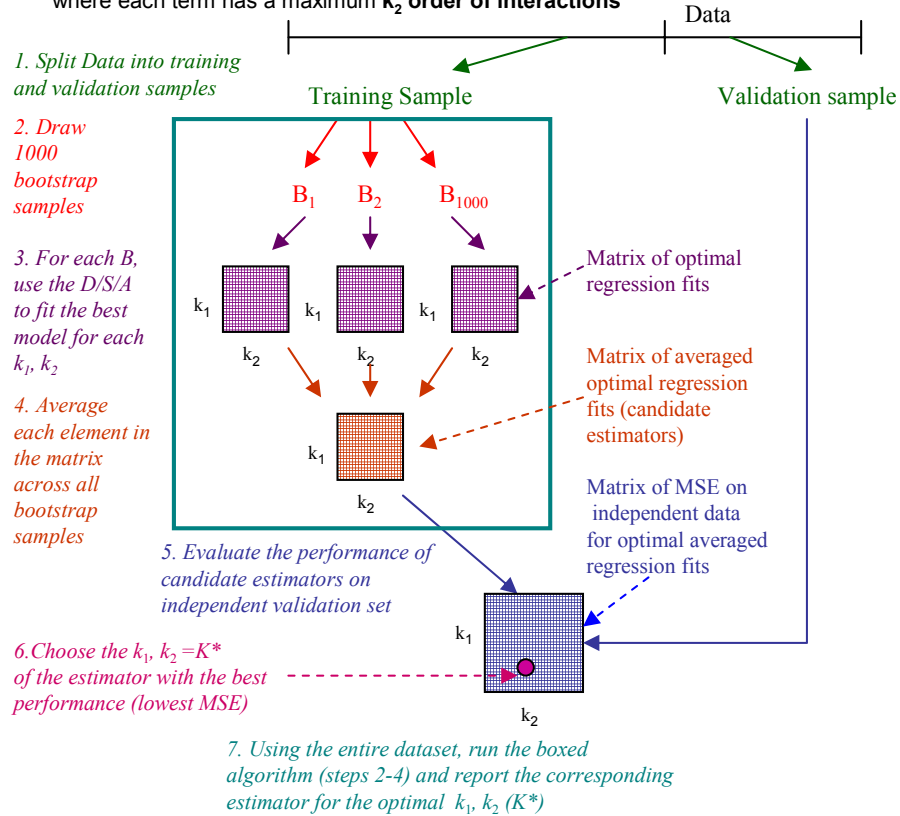 where each term has a maximum k2 order of interactions
Data
1. Split Data into training
and validation samples
Training Sample
Validation sample
2. Draw
1000
bootstrap
samples
B1
B2
B1000
3. For each B,
use the D/S/A
to fit the best
model for each
k1, k2
k1
k1
k1
k2
k2
k2
Matrix of optimal
regression fits
4. Average
each element in
the matrix
across all
bootstrap
samples
k1
k2
Matrix of averaged
optimal regression
fits (candidate
estimators)
Matrix of MSE on
independent data
for optimal averaged
regression fits
5. Evaluate the performance of
candidate estimators on
independent validation set
k1
k2
6.Choose the k1, k2 =K*
of the estimator with the best
performance (lowest MSE)
7. Using the entire dataset, run the boxed
algorithm (steps 2-4) and report the corresponding
estimator for the optimal k1, k2 (K*)